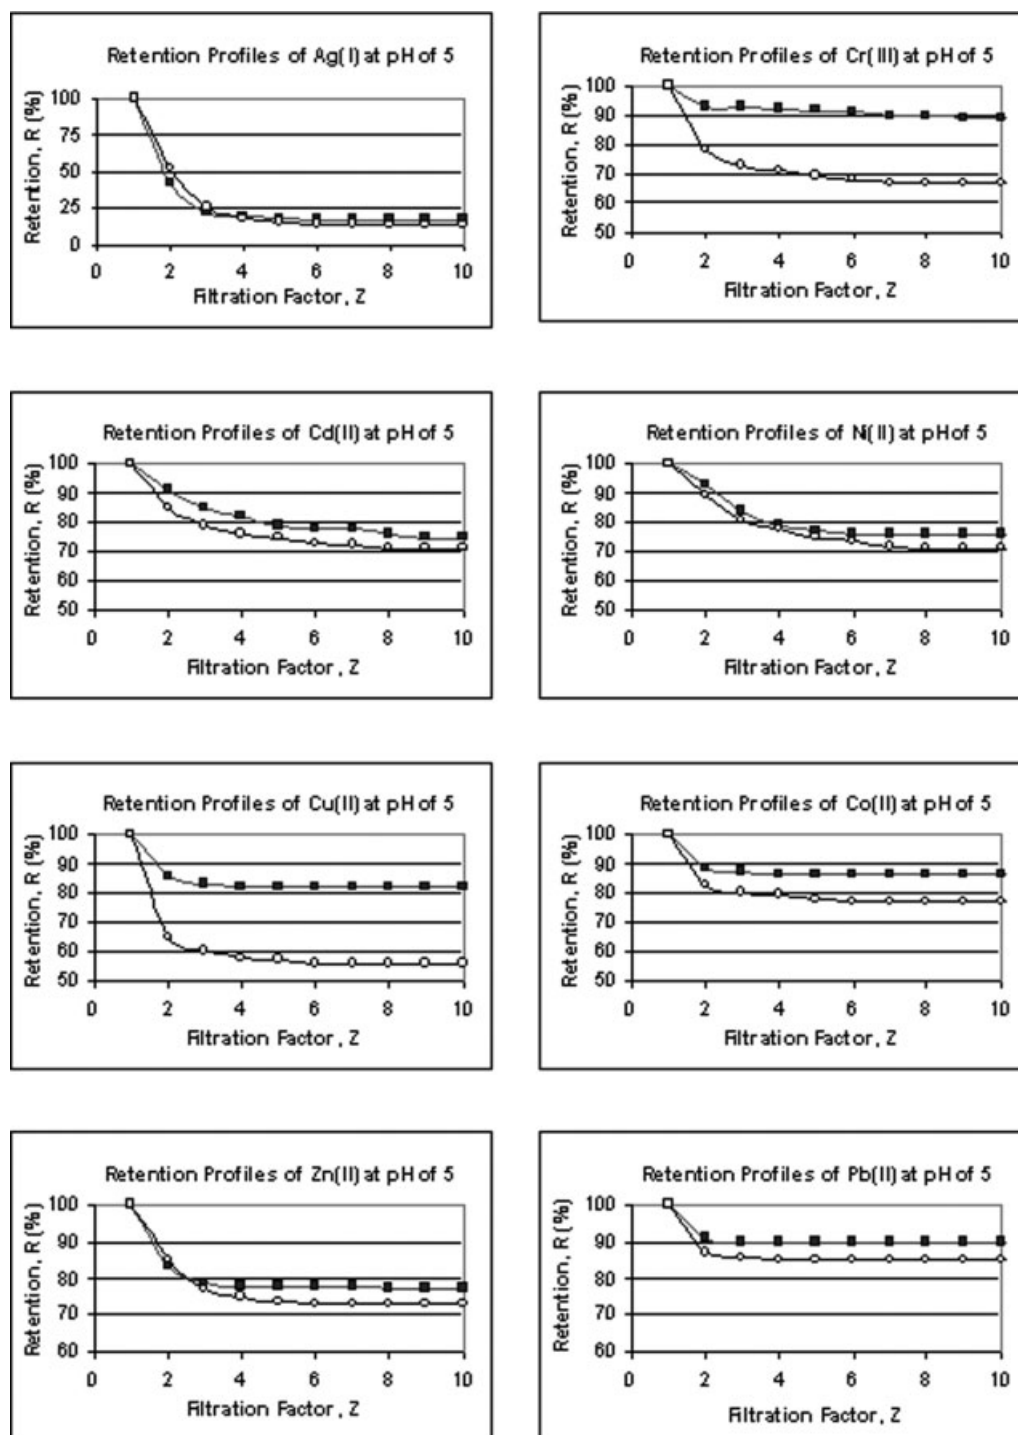 Retention Profiles of Ag(I) at pH of 5
Retention, R (%)
100
75
50
25
0
0 2 4 6 8 10
Filtration Factor, Z
Retention Profiles of Cr(III) at pH of 5
Retention, R (%)
100
90
80
70
60
50
0 2 4 6 8 10
Filtration Factor, Z
Retention Profiles of Cd(II) at pH of 5
Retention, R (%)
100
90
80
70
60
50
0 2 4 6 8 10
Filtration Factor, Z
Retention Profiles of Ni(II) at pH of 5
Retention, R (%)
100
90
80
70
60
50
0 2 4 6 8 10
Filtration Factor, Z
Retention Profiles of Cu(II) at pH of 5
Retention, R (%)
100
90
80
70
60
50
0 2 4 6 8 10
Filtration Factor, Z
Retention Profiles of Co(II) at pH of 5
Retention, R (%)
100
90
80
70
60
50
0 2 4 6 8 10
Filtration Factor, Z
Retention Profiles of Zn(II) at pH of 5
Retention, R (%)
100
90
80
70
60
0 2 4 6 8 10
Filtration Factor, Z
Retention Profiles of Pb(II) at pH of 5
Retention, R (%)
100
90
80
70
60
0 2 4 6 8 10
Filtration Factor, Z